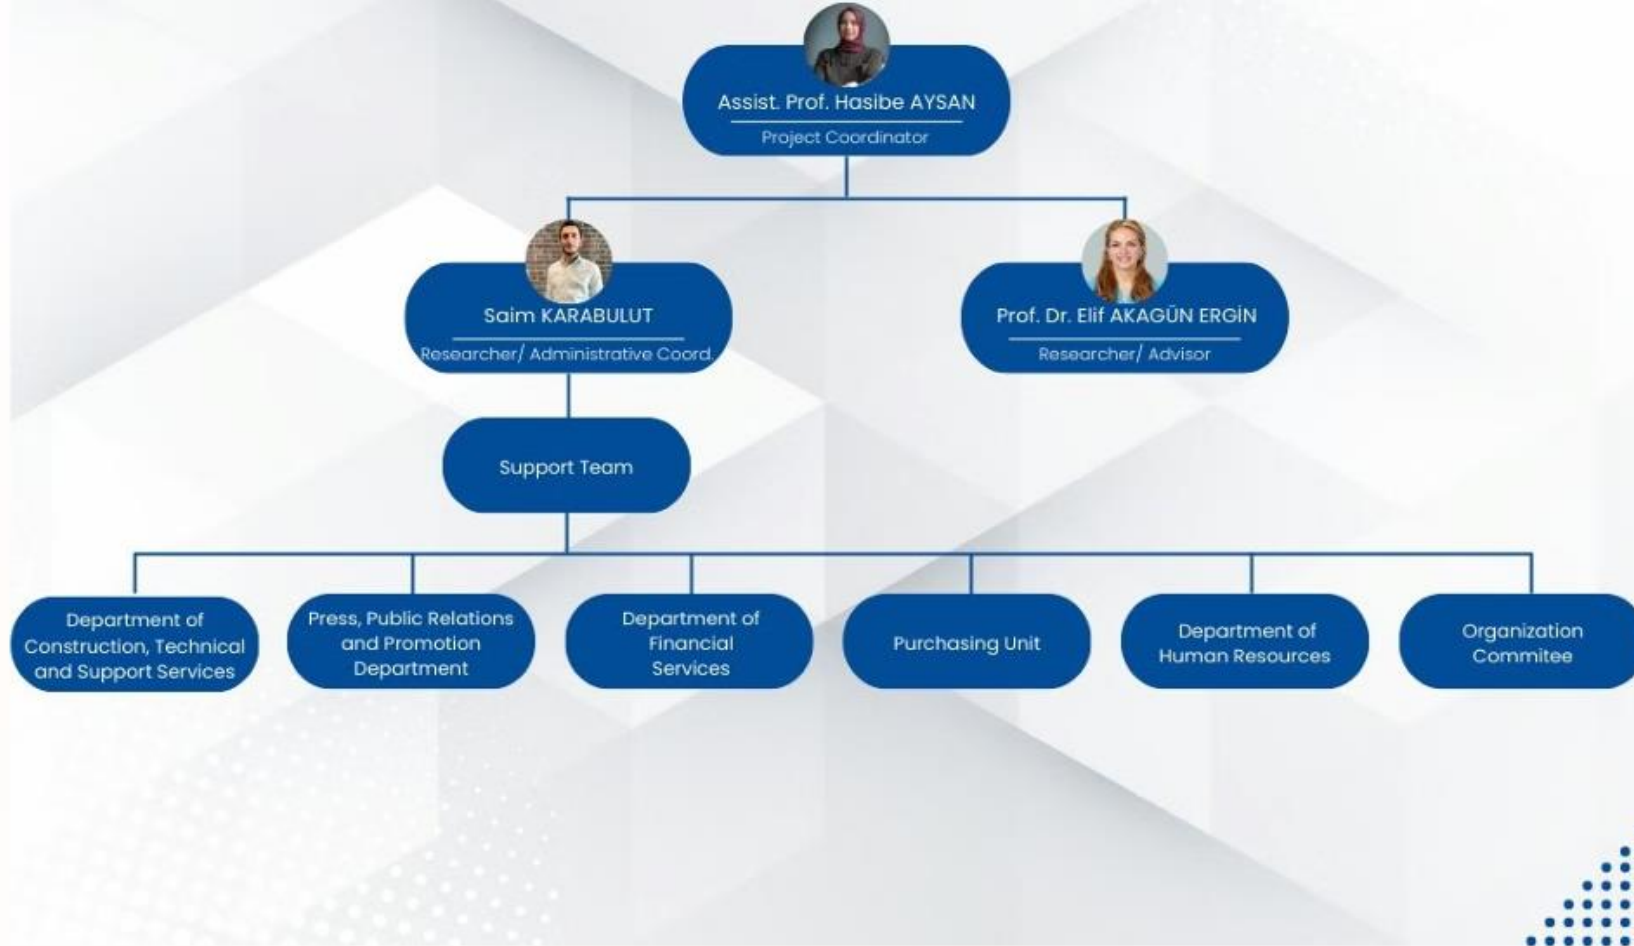 Assist. Prof. Hasibe AYSAN
Project Coordinator
Saim KARABULUT
Researcher/ Administrative Coord.
Prof. Dr. Elif AKAGÜN ERGİN
Researcher/ Advisor
Support Team
Department of
Construction, Technical
and Support Services
Press, Public Relations
and Promotion
Department
Department of
Financial
Services
Purchasing Unit
Department of
Human Resources
Organization
Commitee